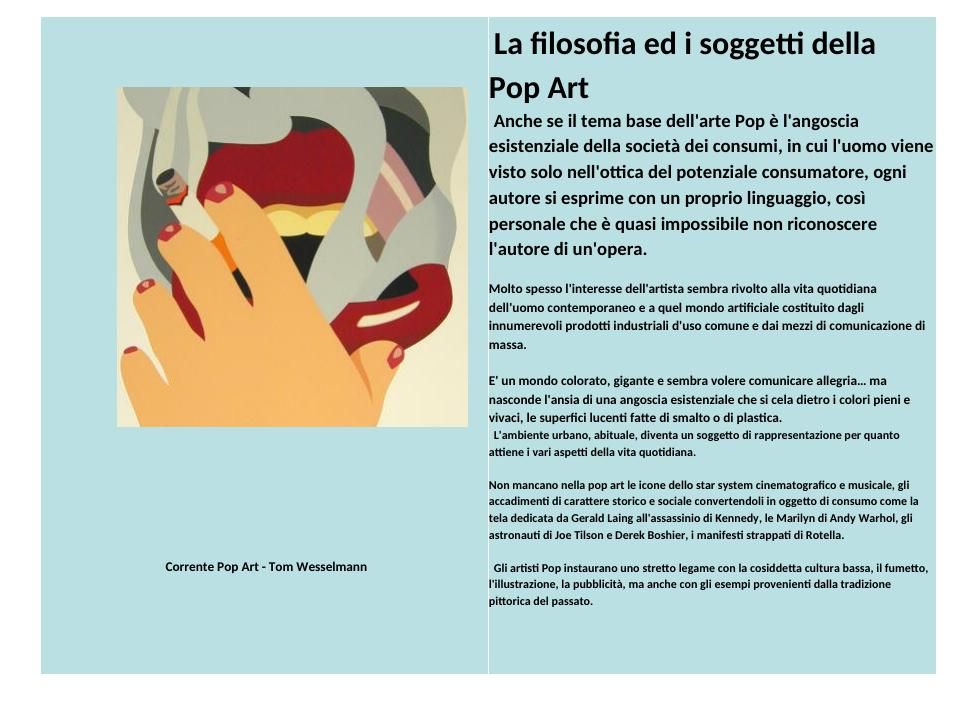 La filosofia ed i soggetti della
Pop Art
Anche se il tema base dell'arte Pop è l'angoscia
esistenziale della società dei consumi, in cui l'uomo viene
visto solo nell'ottica del potenziale consumatore, ogni
autore si esprime con un proprio linguaggio, così
personale che è quasi impossibile non riconoscere
l'autore di un'opera.
Molto spesso l'interesse dell'artista sembra rivolto alla vita quotidiana
dell'uomo contemporaneo e a quel mondo artificiale costituito dagli
innumerevoli prodotti industriali d'uso comune e dai mezzi di comunicazione di
massa.
E' un mondo colorato, gigante e sembra volere comunicare allegria... ma
nasconde l'ansia di una angoscia esistenziale che si cela dietro i colori pieni e
vivaci, le superfici lucenti fatte di smalto o di plastica.
L'ambiente urbano, abituale, diventa un soggetto di rappresentazione per quanto
attiene i vari aspetti della vita quotidiana.
Non mancano nella pop art le icone dello star system cinematografico e musicale, gli
accadimenti di carattere storico e sociale convertendoli in oggetto di consumo come la
tela dedicata da Gerald Laing all'assassinio di Kennedy, le Marilyn di Andy Warhol, gli
astronauti di Joe Tilson e Derek Boshier, i manifesti strappati di Rotella.
Gli artisti Pop instaurano uno stretto legame con la cosiddetta cultura bassa, il fumetto,
l'illustrazione, la pubblicità, ma anche con gli esempi provenienti dalla tradizione
pittorica del passato.
Corrente Pop Art - Tom Wesselmann